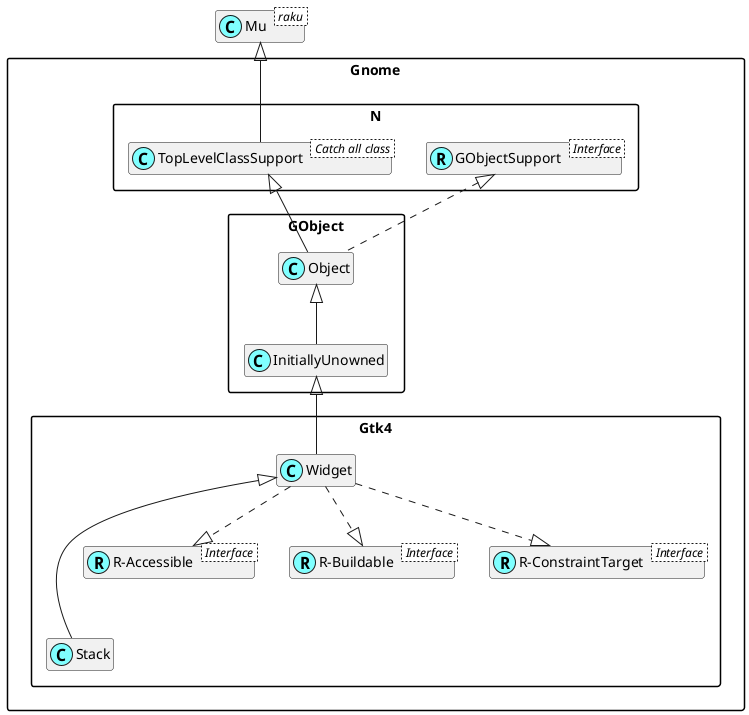 C Mu raku
Gnome
N
C TopLevelClassSupport Catch all class
R GObjectSupport Interface
GObject
C Object
C InitiallyUnowned
Gtk4
C Widget
R R-Accessible Interface
R R-Buildable Interface
R R-ConstraintTarget Interface
C Stack